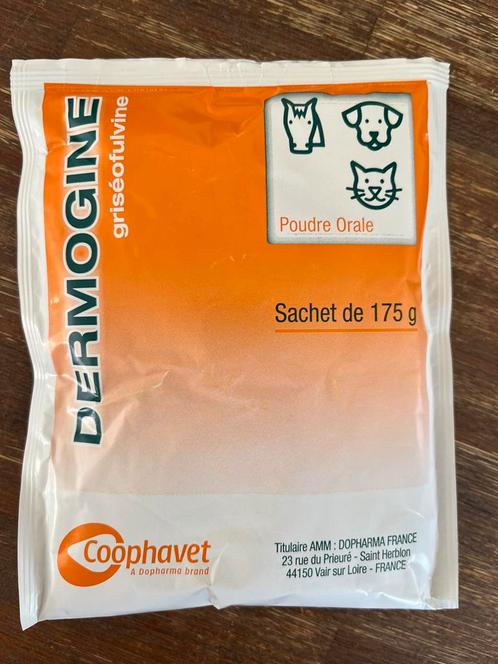 DERMOGINE
griséofulvine
Poudre Orale
Sachet de 175 g
Coophavet
A Dopharma brand
Titulaire AMM : DOPHARMA FRANCE
23 rue du Prieuré - Saint Herblon
44150 Vair sur Loire - FRANCE